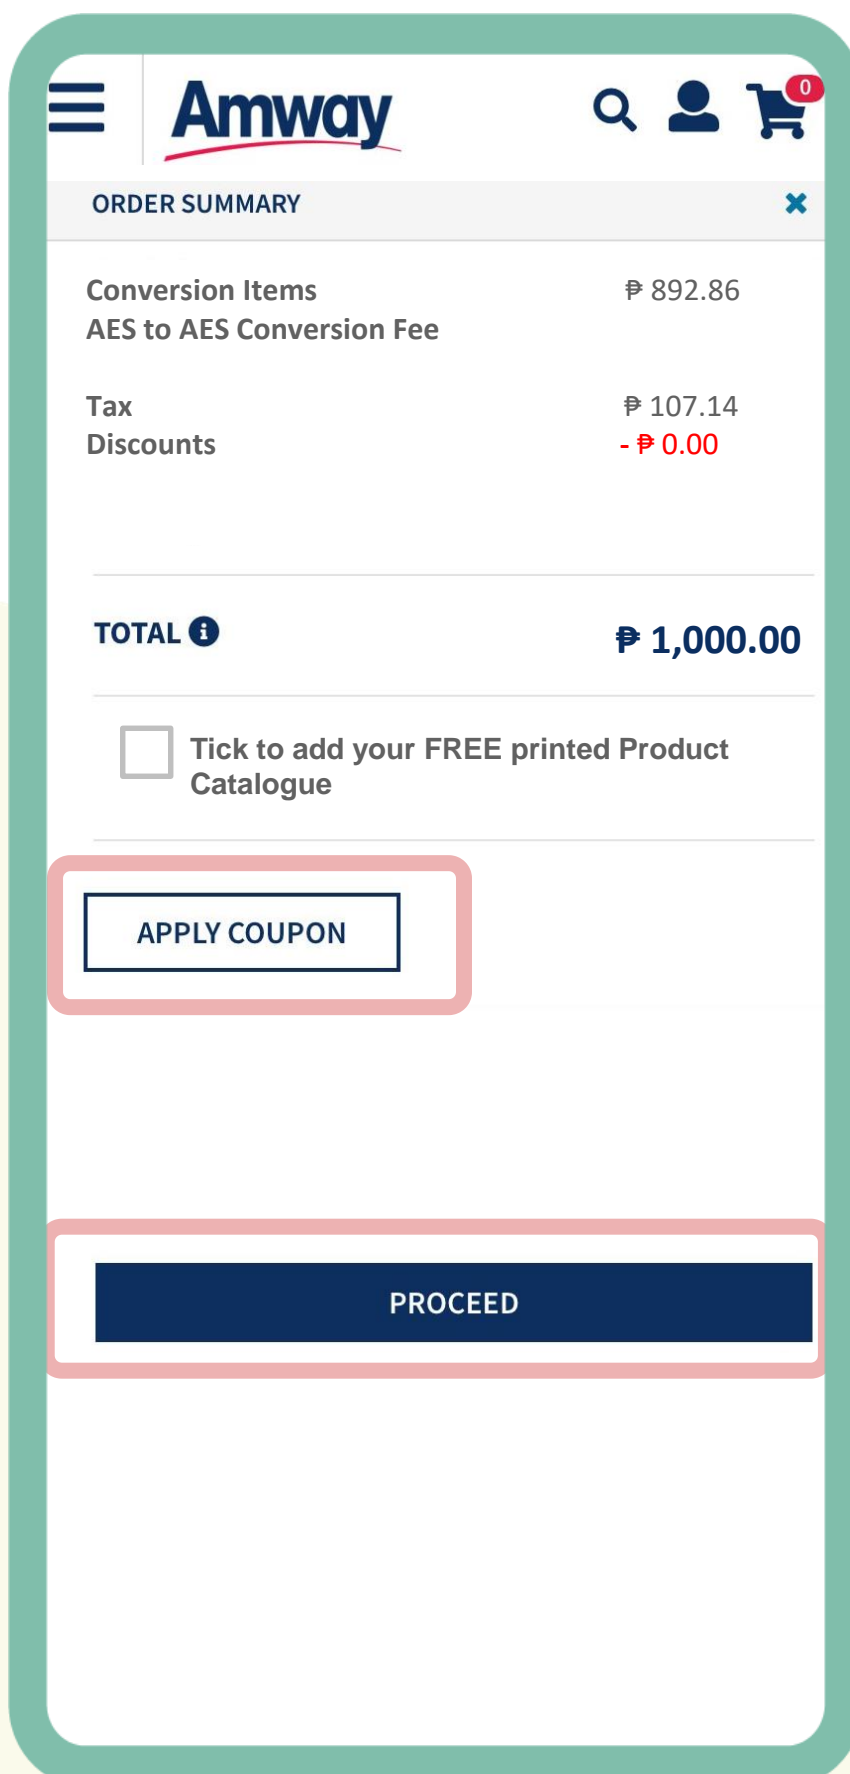 Amway
0
ORDER SUMMARY
Conversion Items ₱ 892.86
AES to AES Conversion Fee
Tax ₱ 107.14
Discounts - ₱ 0.00
TOTAL ₱ 1,000.00
Tick to add your FREE printed Product
Catalogue
APPLY COUPON
PROCEED